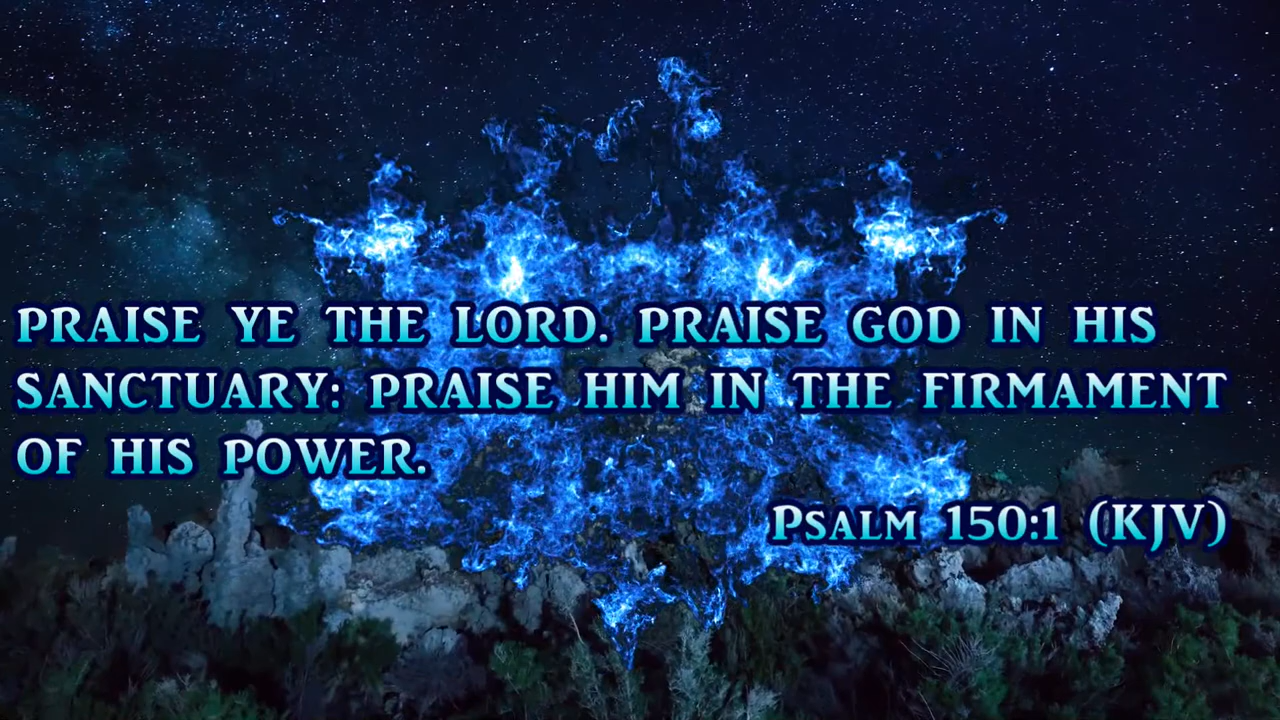 PRAISE YE THE LORD. PRAISE GOD IN HIS
SANCTUARY: PRAISE HIM IN THE FIRMAMENT
OF HIS POWER.
PSALM 150:1 (KJV)